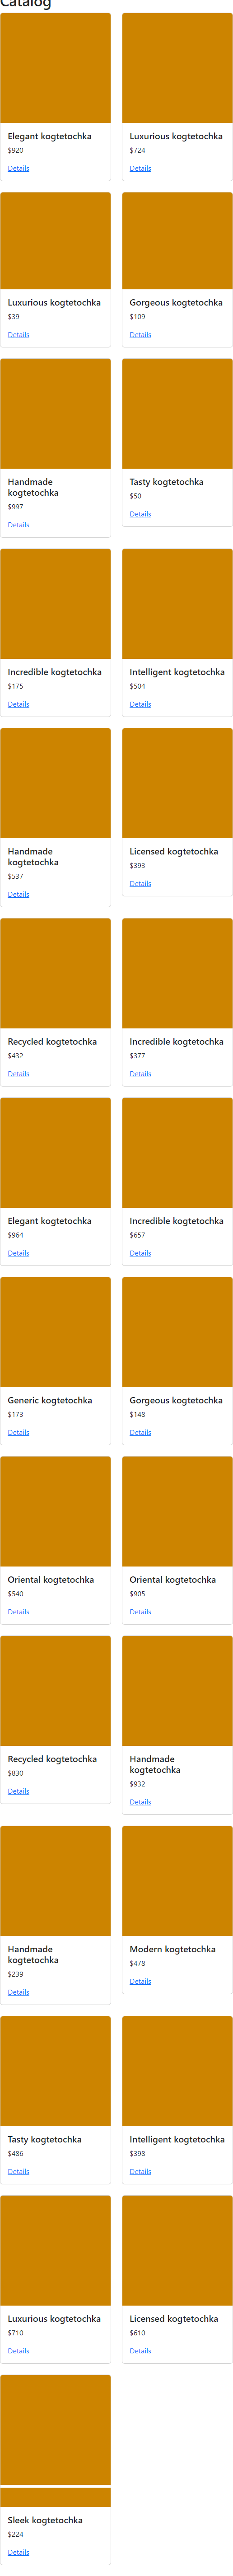 Catalog
Elegant kogtetochka
$920
Details
Luxurious kogtetochka
$724
Details
Luxurious kogtetochka
$39
Details
Gorgeous kogtetochka
$109
Details
Handmade
kogtetochka
$997
Details
Tasty kogtetochka
$50
Details
Incredible kogtetochka
$175
Details
Intelligent kogtetochka
$504
Details
Handmade
kogtetochka
$537
Details
Licensed kogtetochka
$393
Details
Recycled kogtetochka
$432
Details
Incredible kogtetochka
$377
Details
Elegant kogtetochka
$964
Details
Incredible kogtetochka
$657
Details
Generic kogtetochka
$173
Details
Gorgeous kogtetochka
$148
Details
Oriental kogtetochka
$540
Details
Oriental kogtetochka
$905
Details
Recycled kogtetochka
$830
Details
Handmade
kogtetochka
$932
Details
Handmade
kogtetochka
$239
Details
Modern kogtetochka
$478
Details
Tasty kogtetochka
$486
Details
Intelligent kogtetochka
$398
Details
Luxurious kogtetochka
$710
Details
Licensed kogtetochka
$610
Details
Sleek kogtetochka
$224
Details